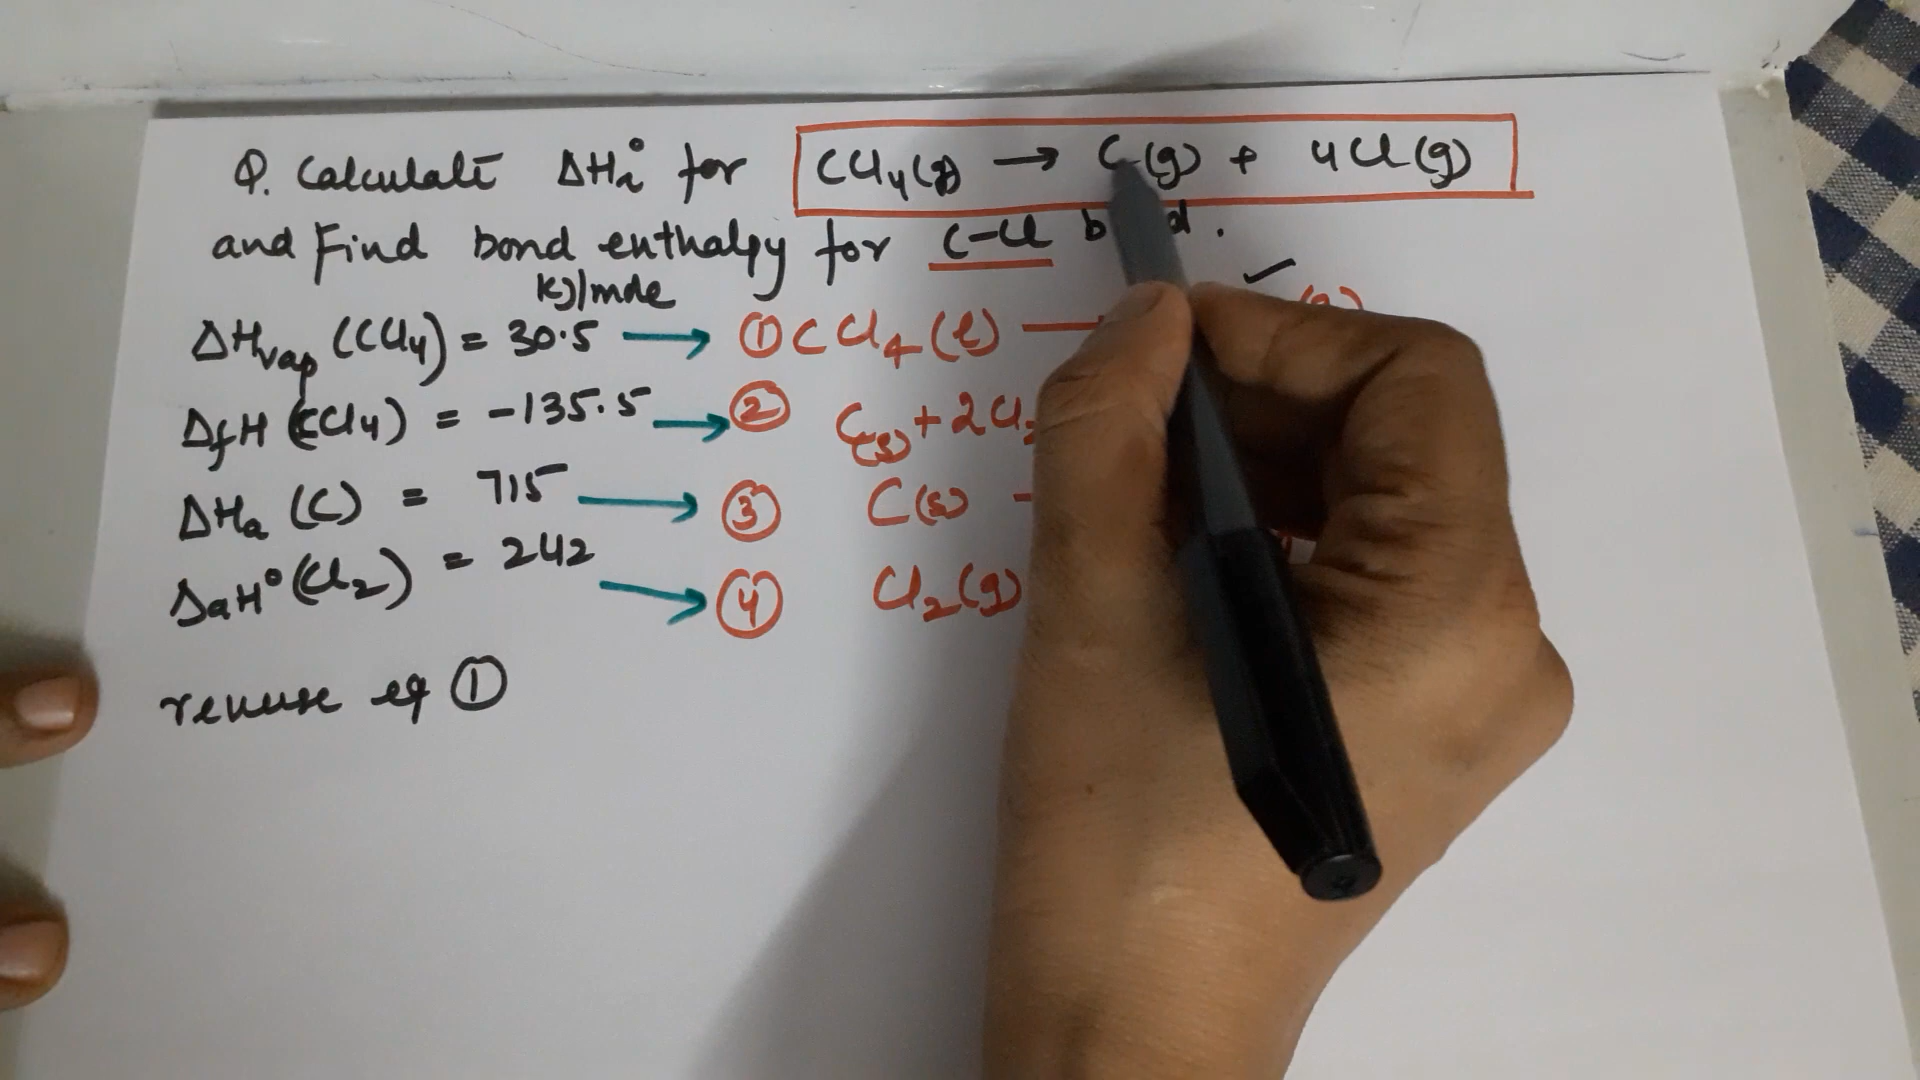 Q. Calculate ΔHr° for CCl4(g) → C(g) + 4Cl(g)
and Find bond enthalpy for C-Cl .
KJ/mole
ΔHvap (CCl4) = 30.5 → ① CCl4(l) →
ΔfH (CCl4) = -135.5 → ② C(s) + 2Cl2
ΔHa (C) = 715 → ③ C(s)
ΔaH° (Cl2) = 242 → ④ Cl2(g)
reverse eq ①